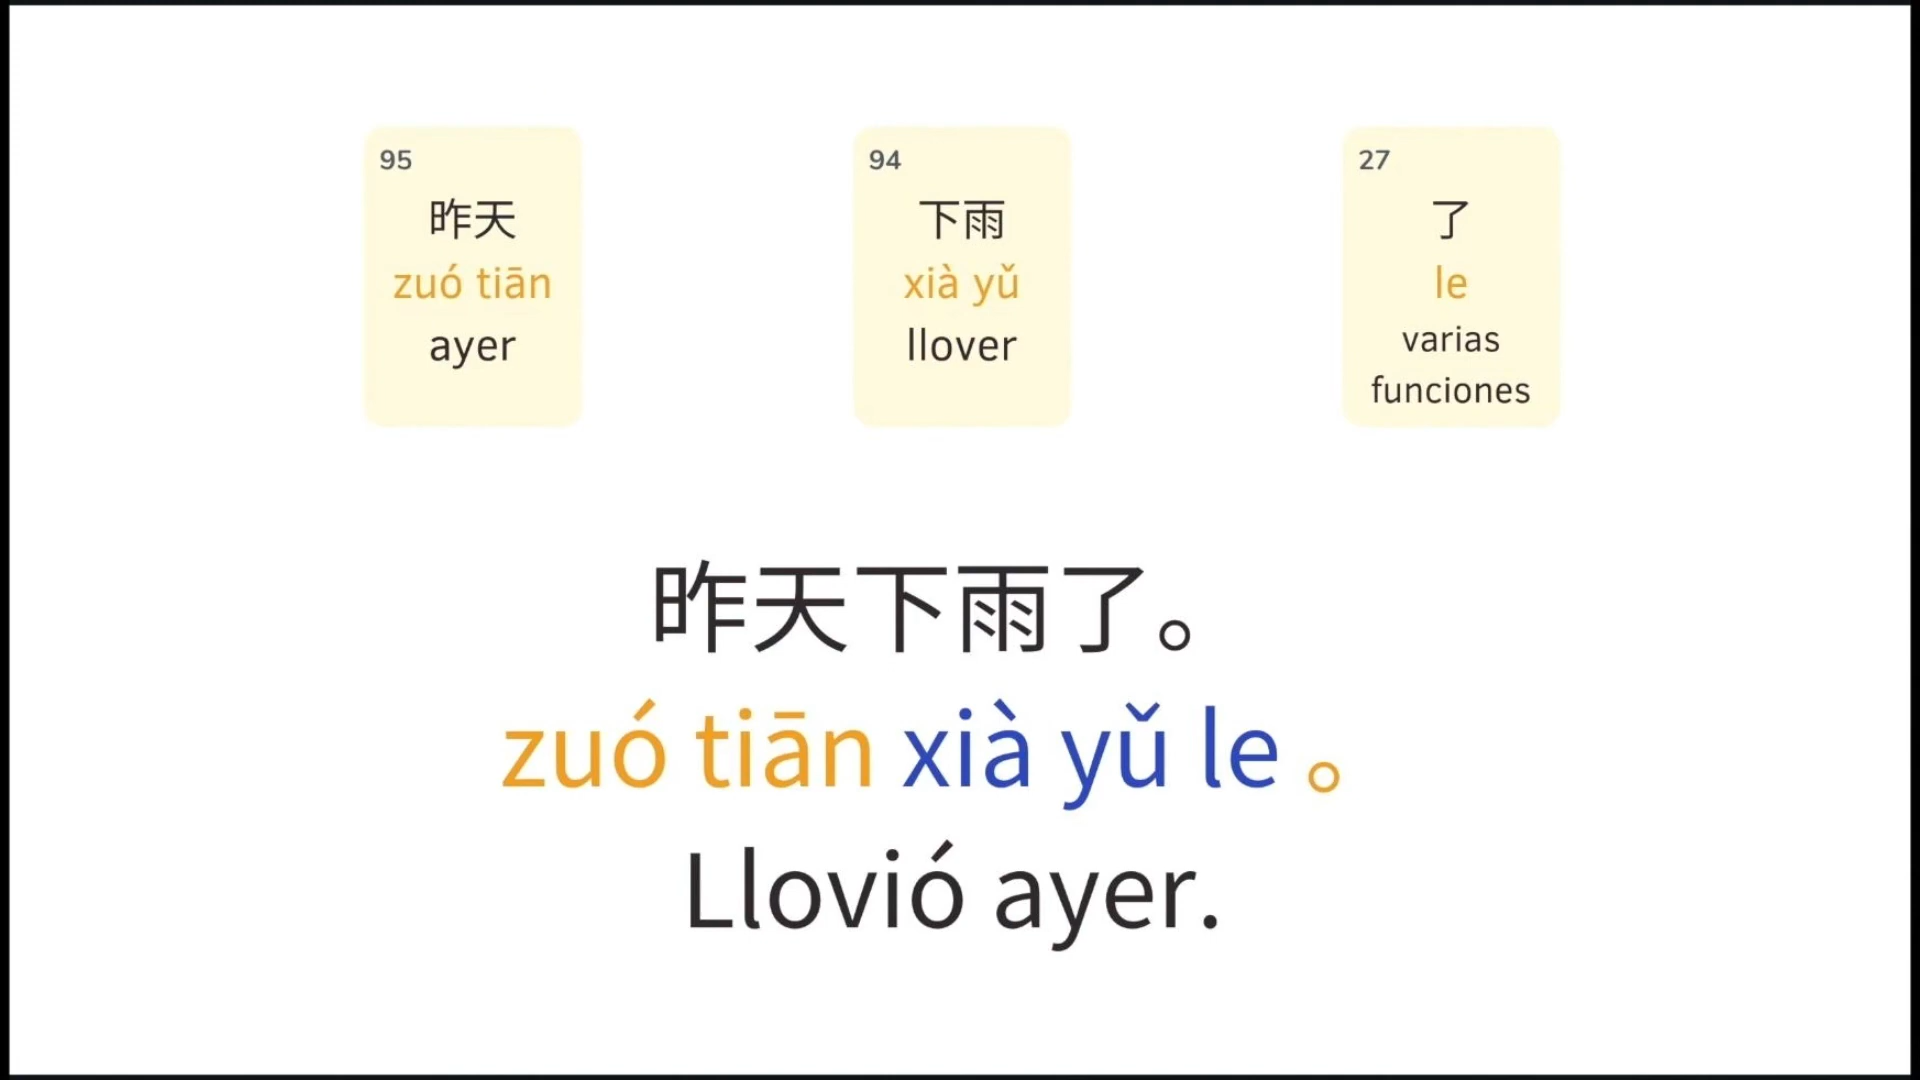 95
昨天
zuó tiān
ayer
94
下雨
xià yǔ
llover
27
了
le
varias
funciones
昨天下雨了。
zuó tiān xià yǔ le 。
Llovió ayer.